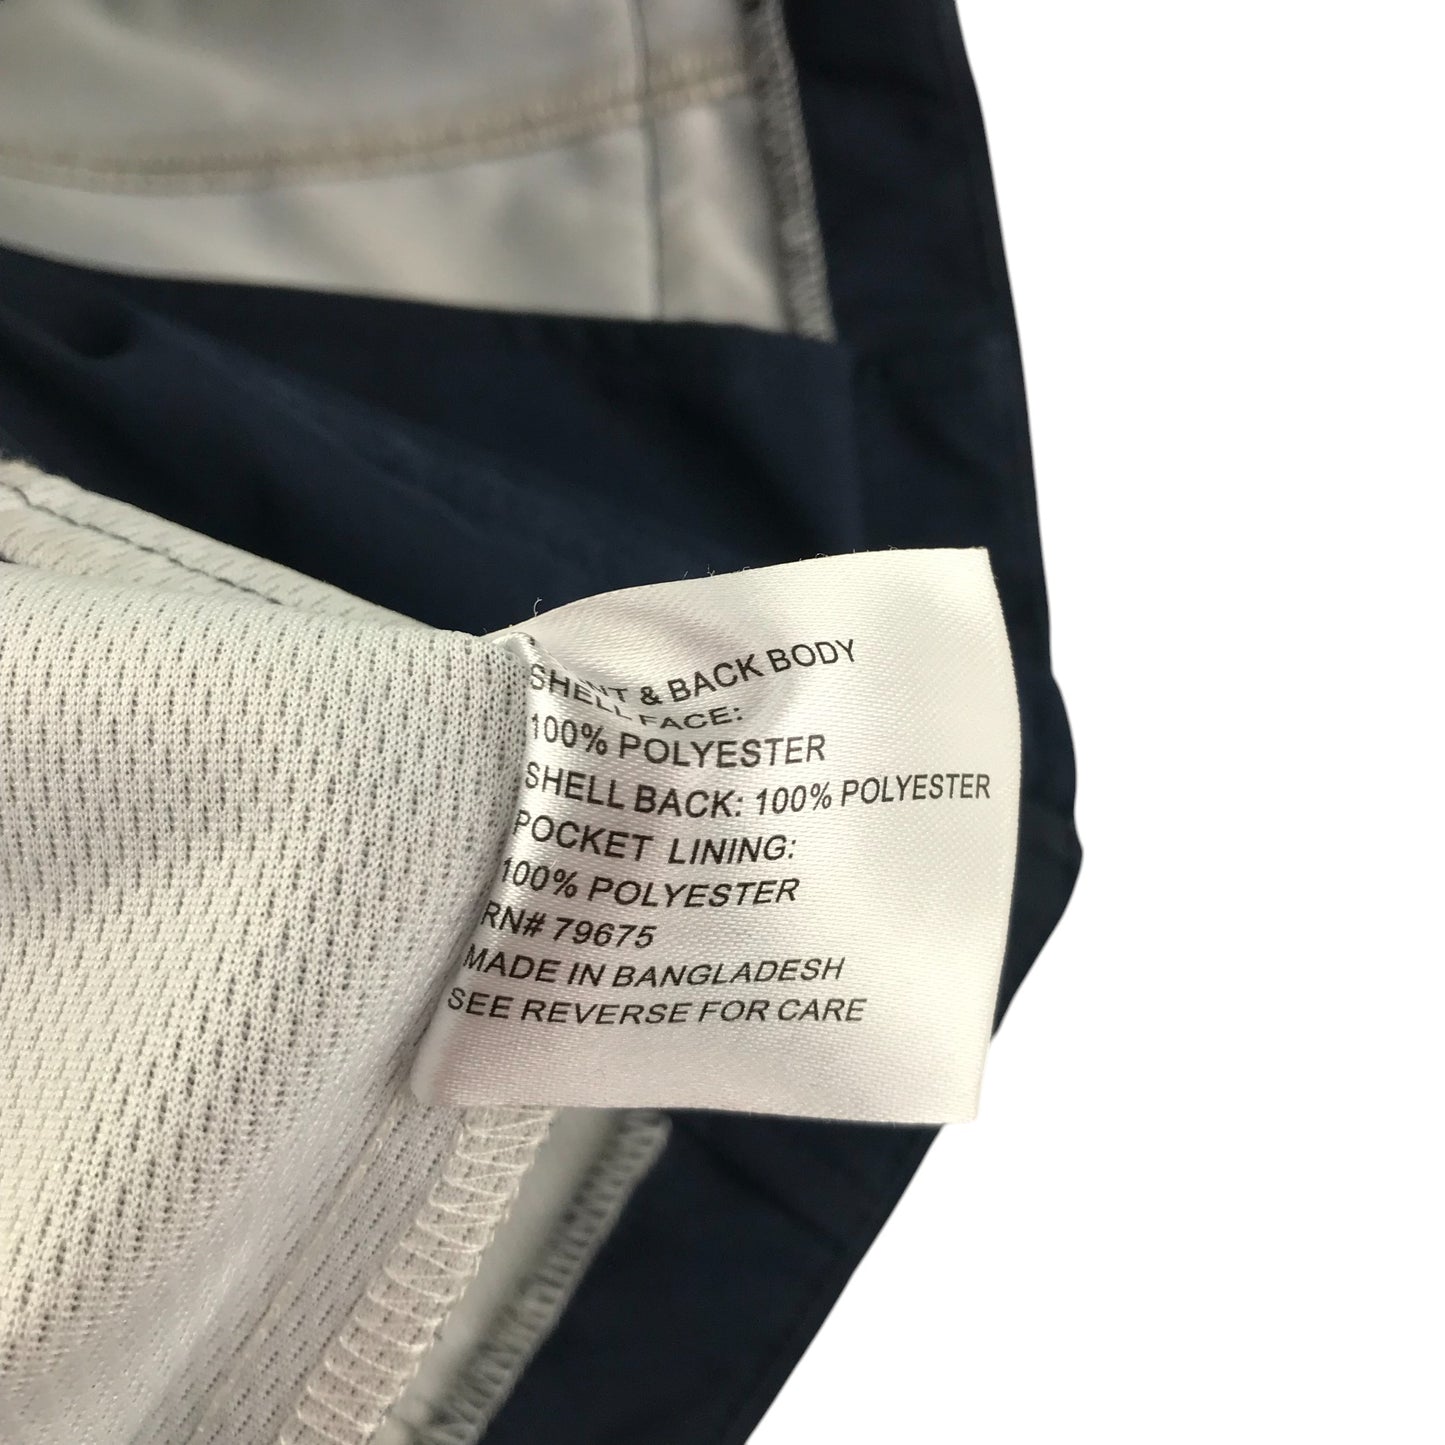 & BACK BODY
SHELL FACE:
100% POLYESTER
SHELL BACK: 100% POLYESTER
POCKET LINING:
100% POLYESTER
RN# 79675
MADE IN BANGLADESH
SEE REVERSE FOR CARE